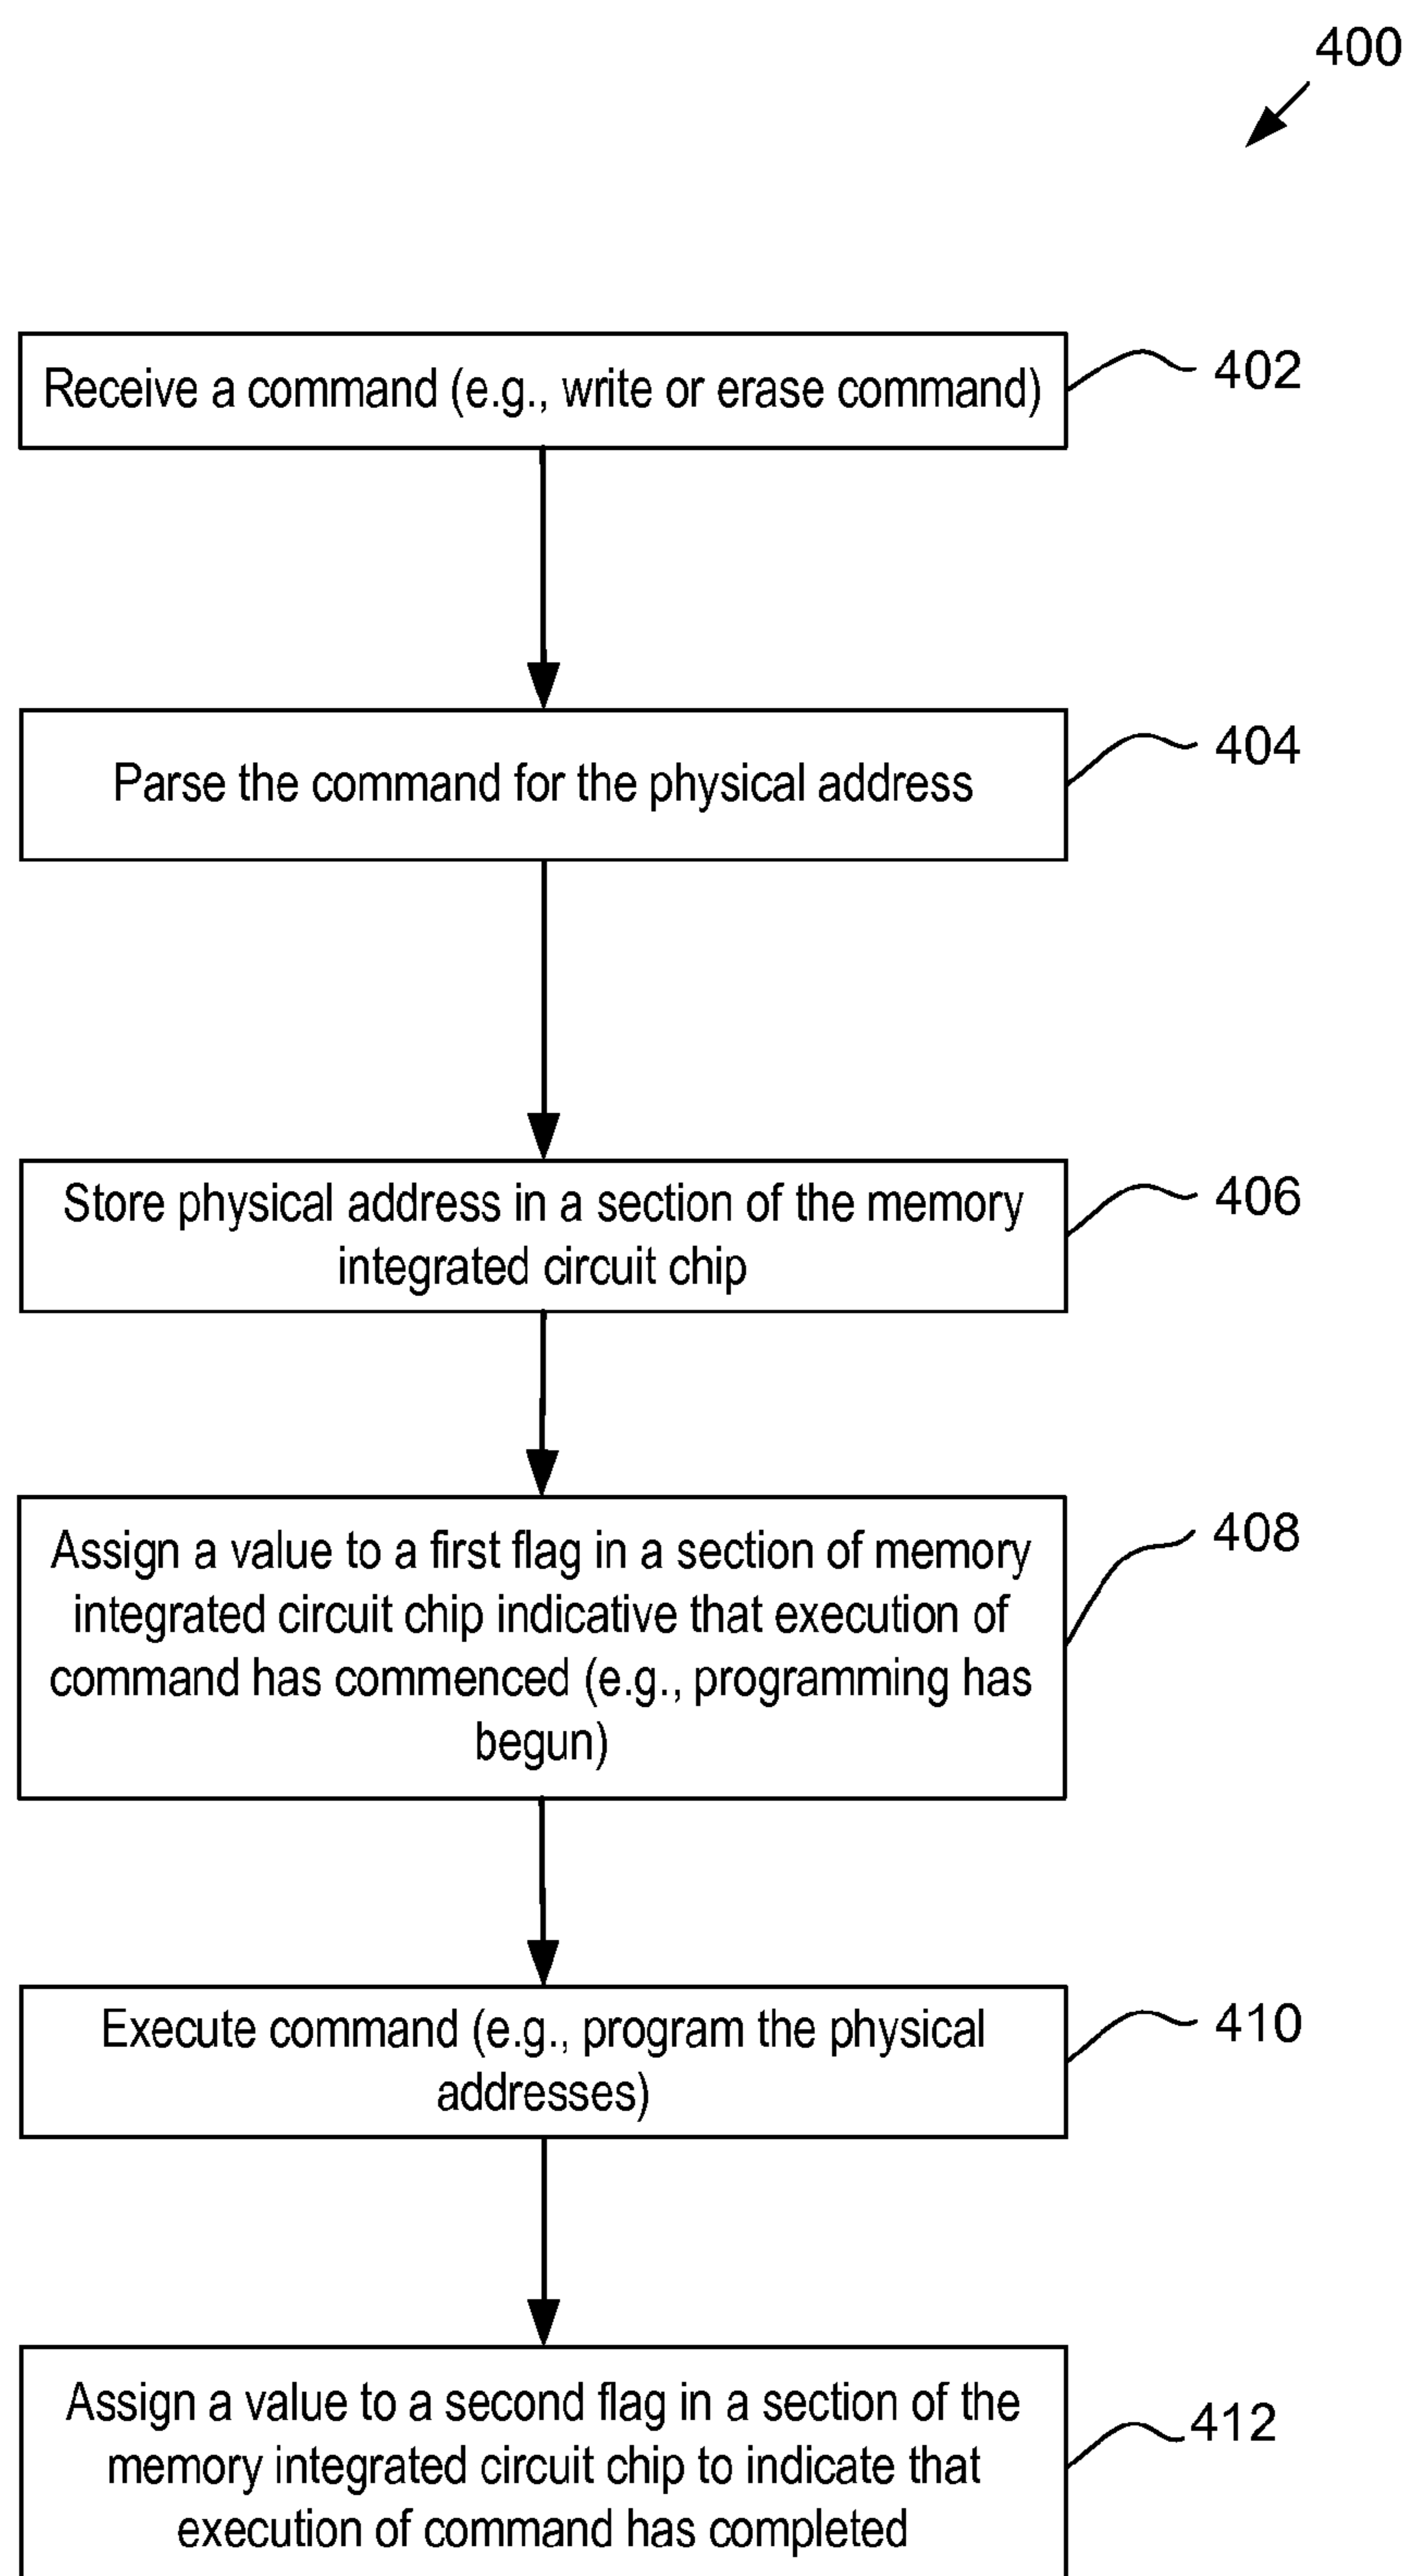 400
Receive a command (e.g., write or erase command)
402
Parse the command for the physical address
404
Store physical address in a section of the memory
integrated circuit chip
406
Assign a value to a first flag in a section of memory
integrated circuit chip indicative that execution of
command has commenced (e.g., programming has
begun)
408
Execute command (e.g., program the physical
addresses)
410
Assign a value to a second flag in a section of the
memory integrated circuit chip to indicate that
execution of command has completed
412